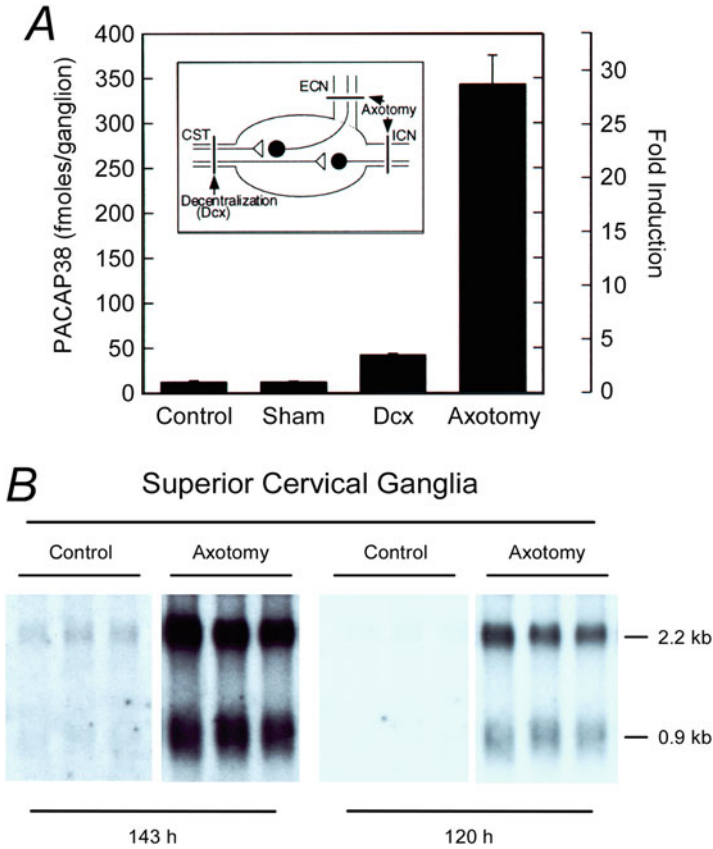 A
PACAP38 (fmoles/ganglion)
400
350
300
250
200
150
100
50
0
ECN
Axotomy
CST
ICN
Decentralization
(Dcx)
30
25
20
15
10
5
0
Fold Induction
Control Sham Dcx Axotomy
B Superior Cervical Ganglia
Control Axotomy Control Axotomy
2.2 kb
0.9 kb
143 h 120 h